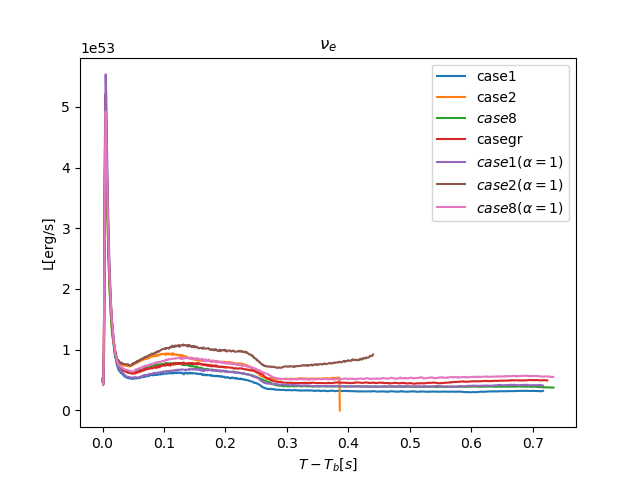 ν_e
1e53
5
4
3
2
1
0
L[erg/s]
0.0 0.1 0.2 0.3 0.4 0.5 0.6 0.7
T − T_b[s]
case1
case2
case8
casegr
case1(α = 1)
case2(α = 1)
case8(α = 1)